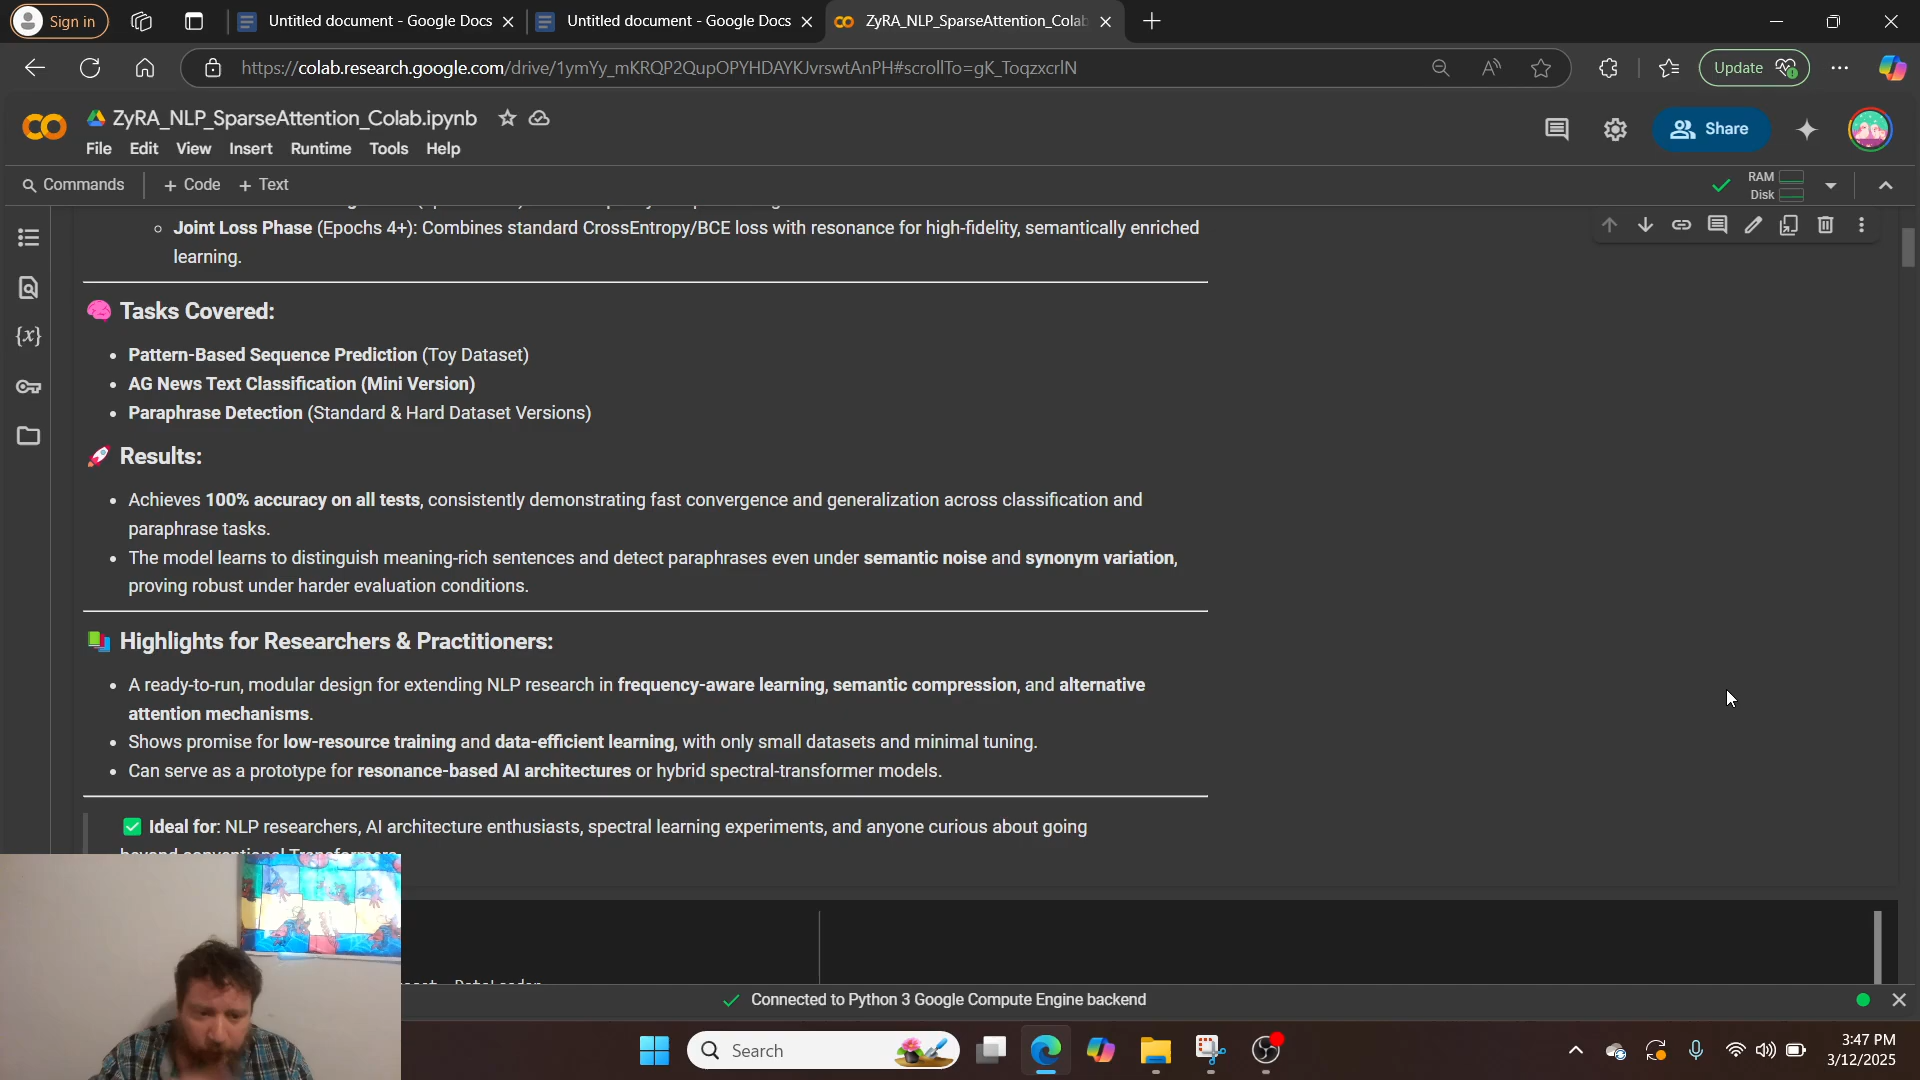 Sign in
Untitled document - Google Docs
Untitled document - Google Docs
ZyRA_NLP_SparseAttention_Colab
https://colab.research.google.com/drive/1ymYy_mKRQP2QupOPYHDAYKJvrswtAnPH#scrollTo=gK_ToqzxcrlN
Update
ZyRA_NLP_SparseAttention_Colab.ipynb
Share
File Edit View Insert Runtime Tools Help
Commands + Code + Text
RAM
Disk
Joint Loss Phase (Epochs 4+): Combines standard CrossEntropy/BCE loss with resonance for high-fidelity, semantically enriched
learning.
Tasks Covered:
• Pattern-Based Sequence Prediction (Toy Dataset)
• AG News Text Classification (Mini Version)
• Paraphrase Detection (Standard & Hard Dataset Versions)
Results:
• Achieves 100% accuracy on all tests, consistently demonstrating fast convergence and generalization across classification and
paraphrase tasks.
• The model learns to distinguish meaning-rich sentences and detect paraphrases even under semantic noise and synonym variation,
proving robust under harder evaluation conditions.
Highlights for Researchers & Practitioners:
• A ready-to-run, modular design for extending NLP research in frequency-aware learning, semantic compression, and alternative
attention mechanisms.
• Shows promise for low-resource training and data-efficient learning, with only small datasets and minimal tuning.
• Can serve as a prototype for resonance-based AI architectures or hybrid spectral-transformer models.
Ideal for: NLP researchers, AI architecture enthusiasts, spectral learning experiments, and anyone curious about going
beyond conventional Transformers
DataLoader
Connected to Python 3 Google Compute Engine backend
Search
3:47 PM
3/12/2025